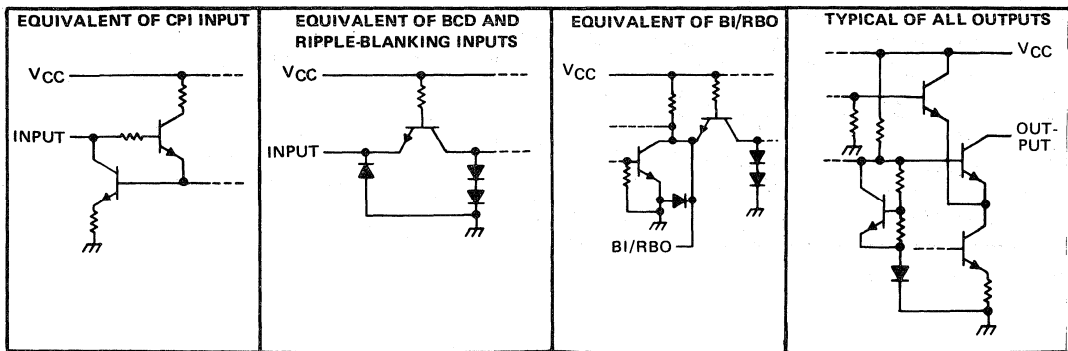 EQUIVALENT OF CPI INPUT
VCC
INPUT
EQUIVALENT OF BCD AND
RIPPLE-BLANKING INPUTS
VCC
INPUT
EQUIVALENT OF BI/RBO
VCC
BI/RBO
TYPICAL OF ALL OUTPUTS
VCC
OUT-
PUT